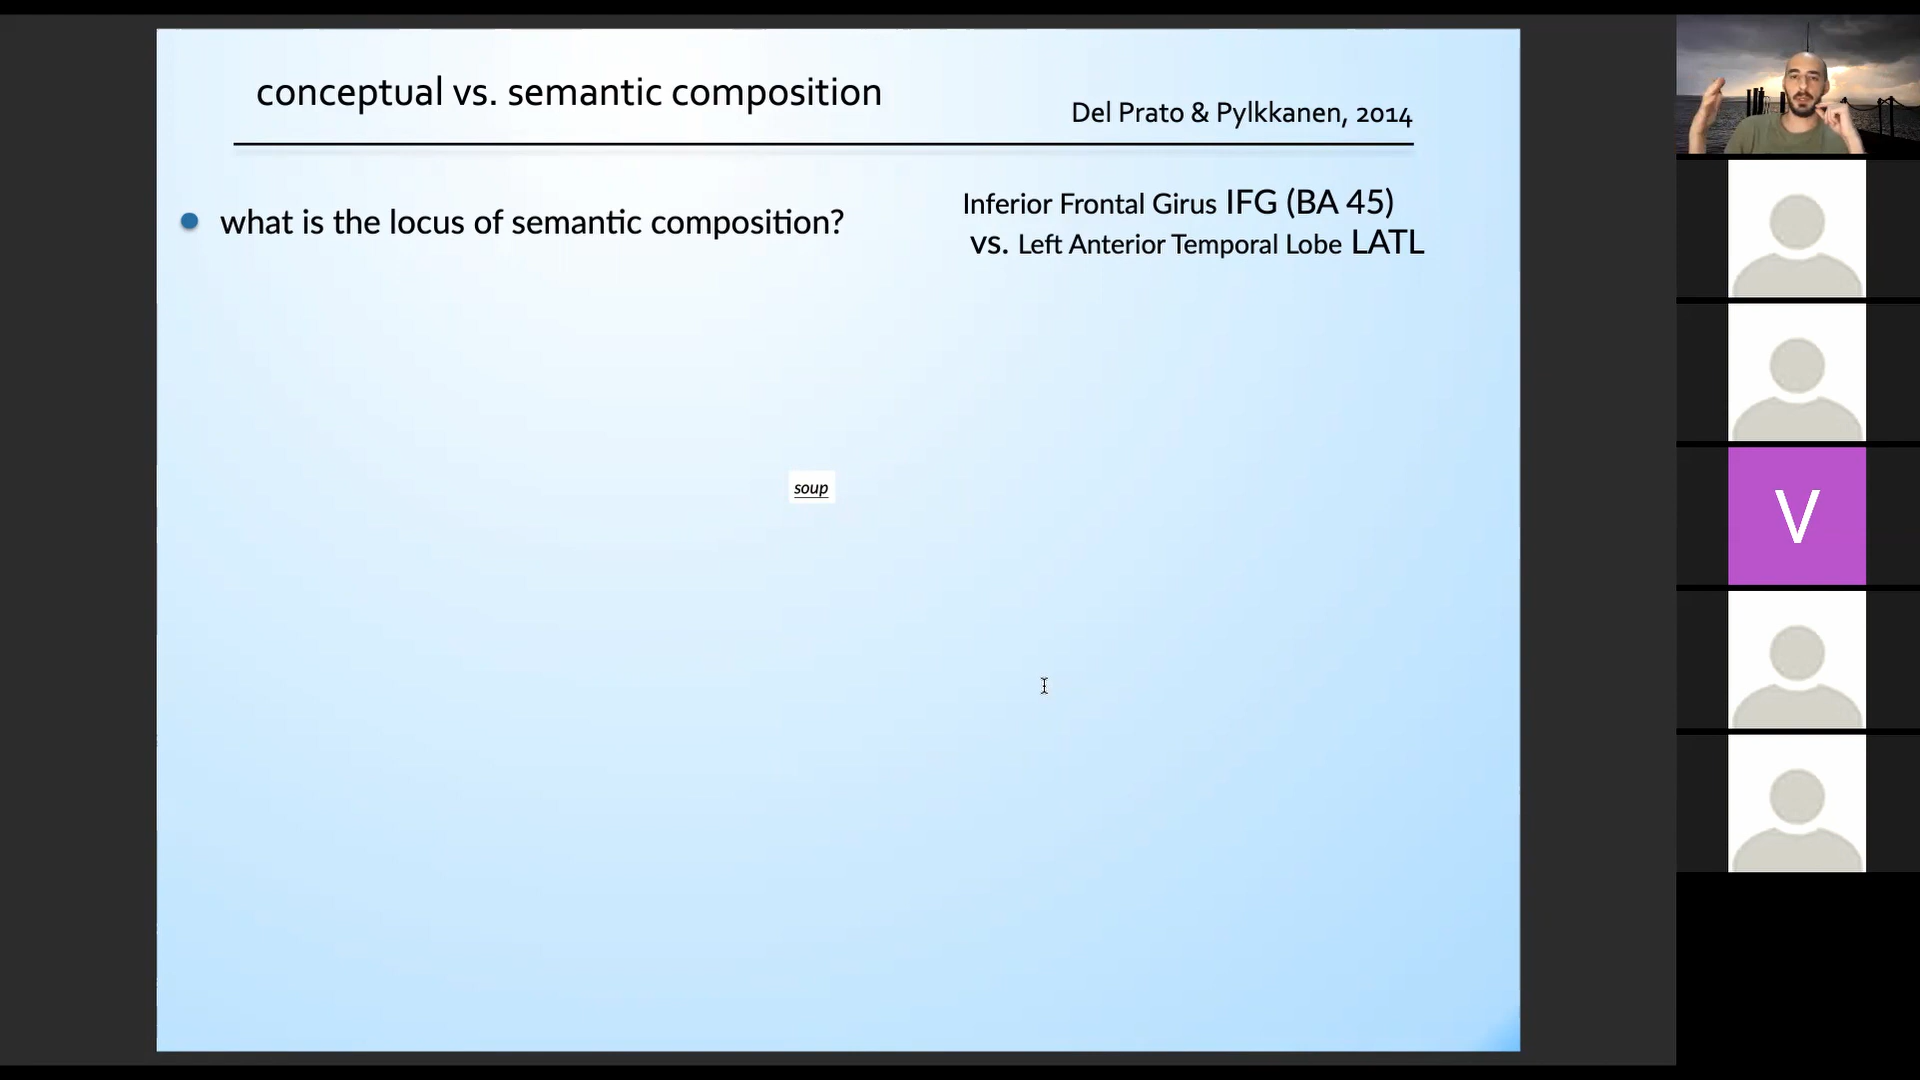 conceptual vs. semantic composition
Del Prato & Pylkkanen, 2014
what is the locus of semantic composition?
Inferior Frontal Girus IFG (BA 45)
vs. Left Anterior Temporal Lobe LATL
soup
V